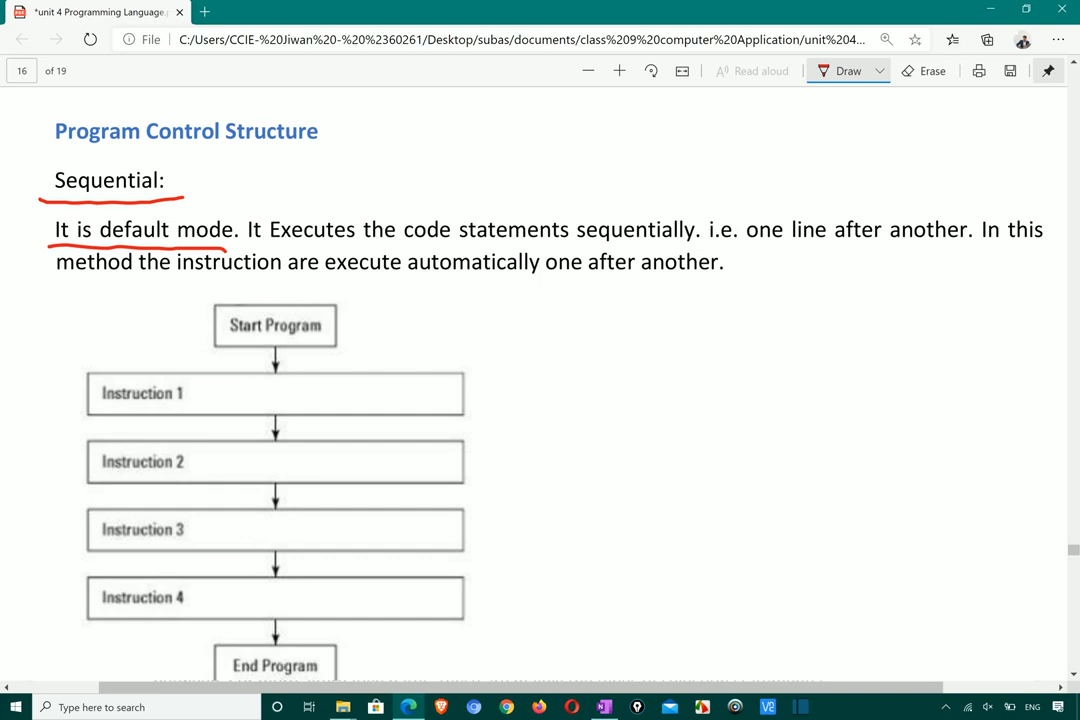 *unit 4 Programming Language.
File
C:/Users/CCIE-%20Jiwan%20-%20%2360261/Desktop/subas/documents/class%209%20computer%20Application/unit%204...
16 of 19
Read aloud
Draw
Erase
Program Control Structure
Sequential:
It is default mode. It Executes the code statements sequentially. i.e. one line after another. In this
method the instruction are execute automatically one after another.
Start Program
Instruction 1
Instruction 2
Instruction 3
Instruction 4
End Program
Type here to search
ENG